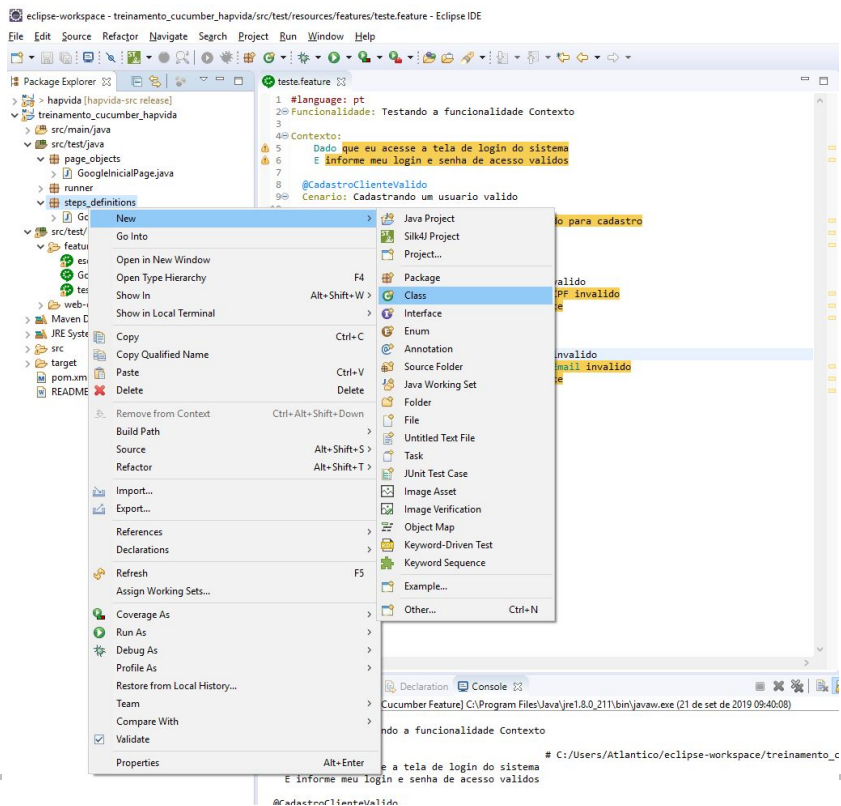 eclipse-workspace - treinamento_cucumber_hapvida/src/test/resources/features/teste.feature - Eclipse IDE
File Edit Source Refactor Navigate Search Project Run Window Help
Package Explorer
> hapvida [hapvida-src release]
treinamento_cucumber_hapvida
src/main/java
src/test/java
page_objects
GoogleInicialPage.java
runner
steps_definitions
Go
src/test/
featu
es
Go
tes
web-
Maven D
JRE Syste
src
target
pom.xm
README
teste.feature
1 #language: pt
2 Funcionalidade: Testando a funcionalidade Contexto
3
4 Contexto:
5 Dado que eu acesse a tela de login do sistema
6 E informe meu login e senha de acesso validos
7
8 @CadastroClienteValido
9 Cenario: Cadastrando um usuario valido
do para cadastro
alido
CPF invalido
te
invalido
Email invalido
te
New
Go Into
Open in New Window
Open Type Hierarchy F4
Show In Alt+Shift+W >
Show in Local Terminal >
Copy Ctrl+C
Copy Qualified Name
Paste Ctrl+V
Delete Delete
Remove from Context Ctrl+Alt+Shift+Down
Build Path >
Source Alt+Shift+S >
Refactor Alt+Shift+T >
Import...
Export...
References >
Declarations >
Refresh F5
Assign Working Sets...
Coverage As >
Run As >
Debug As >
Profile As >
Restore from Local History...
Team >
Compare With >
Validate
Properties Alt+Enter
Java Project
Silk4J Project
Project...
Package
Class
Interface
Enum
Annotation
Source Folder
Java Working Set
Folder
File
Untitled Text File
Task
JUnit Test Case
Image Asset
Image Verification
Object Map
Keyword-Driven Test
Keyword Sequence
Example...
Other... Ctrl+N
Declaration Console
Cucumber Feature] C:\Program Files\Java\jre1.8.0_211\bin\javaw.exe (21 de set de 2019 09:40:08)
ndo a funcionalidade Contexto
# C:/Users/Atlantico/eclipse-workspace/treinamento_c
e a tela de login do sistema
E informe meu login e senha de acesso validos
@CadastroClienteValido